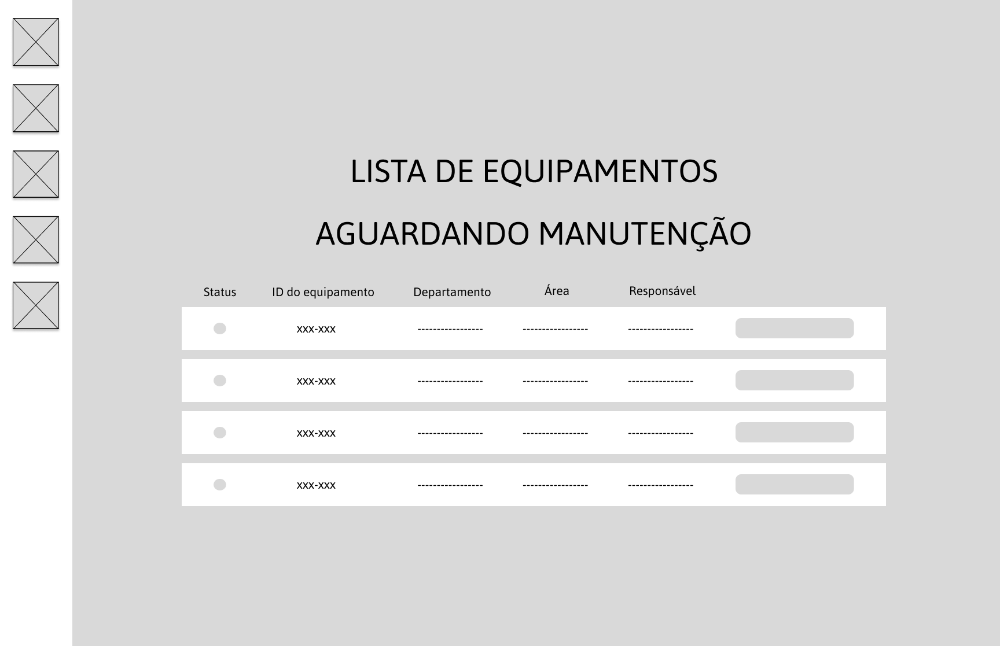 LISTA DE EQUIPAMENTOS
AGUARDANDO MANUTENÇÃO
Status ID do equipamento Departamento Área Responsável
xxx-xxx ----------------- ----------------- -----------------
xxx-xxx ----------------- ----------------- -----------------
xxx-xxx ----------------- ----------------- -----------------
xxx-xxx ----------------- ----------------- -----------------